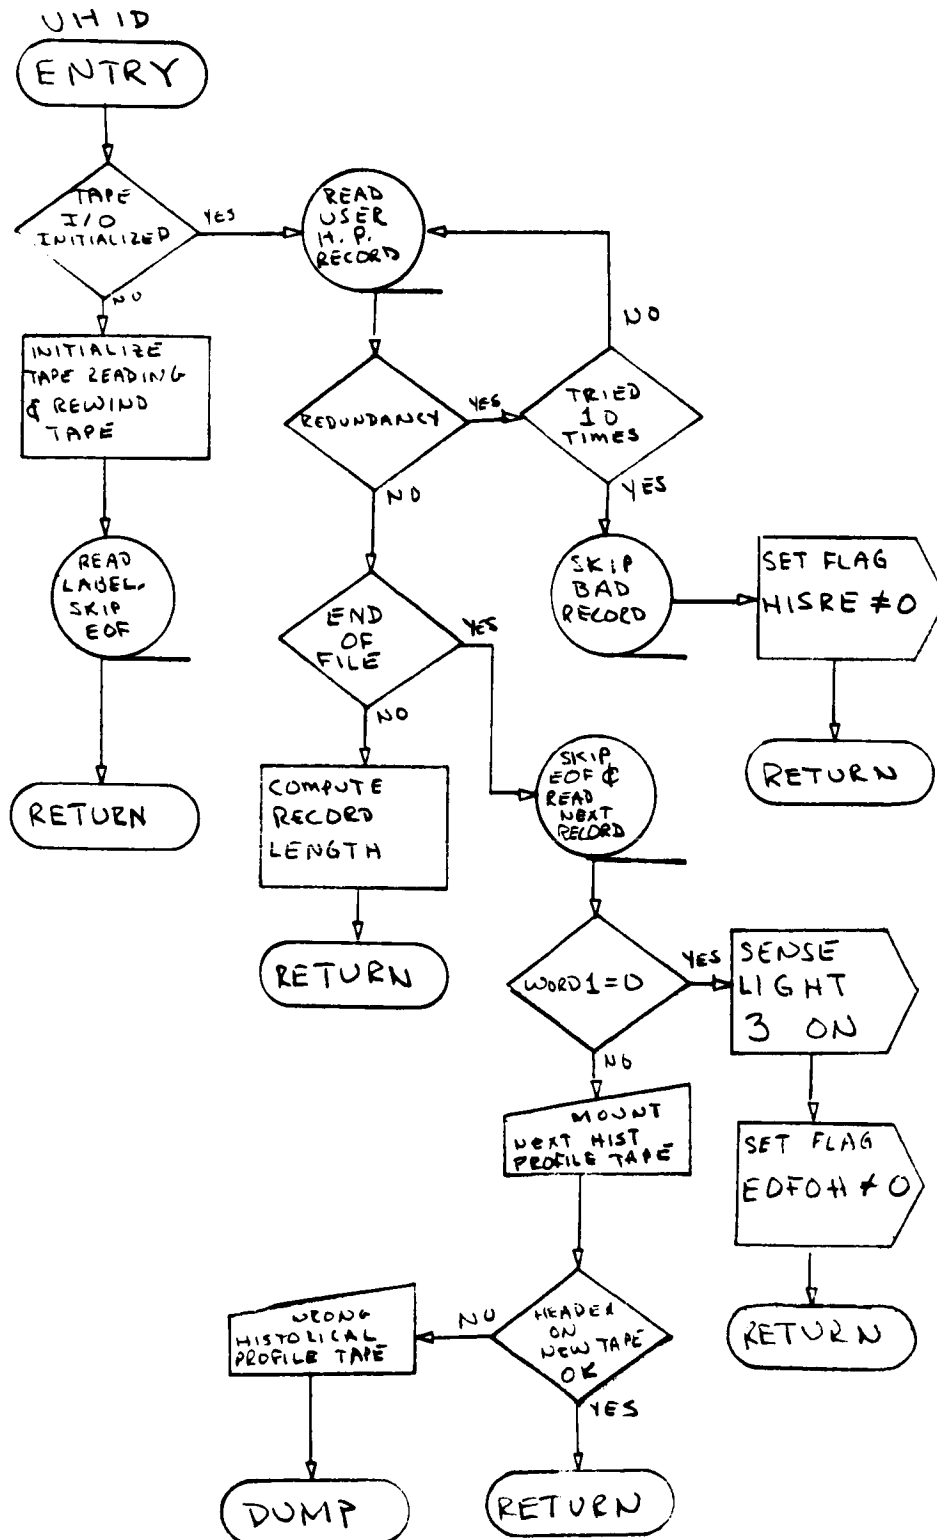 UHID
ENTRY
TAPE
I/O
INITIALIZED
YES
NO
READ
USER
H.P.
RECORD
NO
INITIALIZE
TAPE READING
& REWIND
TAPE
REDUNDANCY
YES
NO
TRIED
10
TIMES
YES
READ
LABEL.
SKIP
EOF
SKIP
BAD
RECORD
SET FLAG
HISRE ≠ 0
END
OF
FILE
YES
NO
RETURN
RETURN
COMPUTE
RECORD
LENGTH
SKIP
EOF &
READ
NEXT
RECORD
RETURN
WORD1=0
YES
NO
SENSE
LIGHT
3 ON
MOUNT
NEXT HIST
PROFILE TAPE
SET FLAG
EOFOH ≠ 0
WRONG
HISTORICAL
PROFILE TAPE
NO
HEADER
ON
NEW TAPE
OK
YES
RETURN
DUMP
RETURN